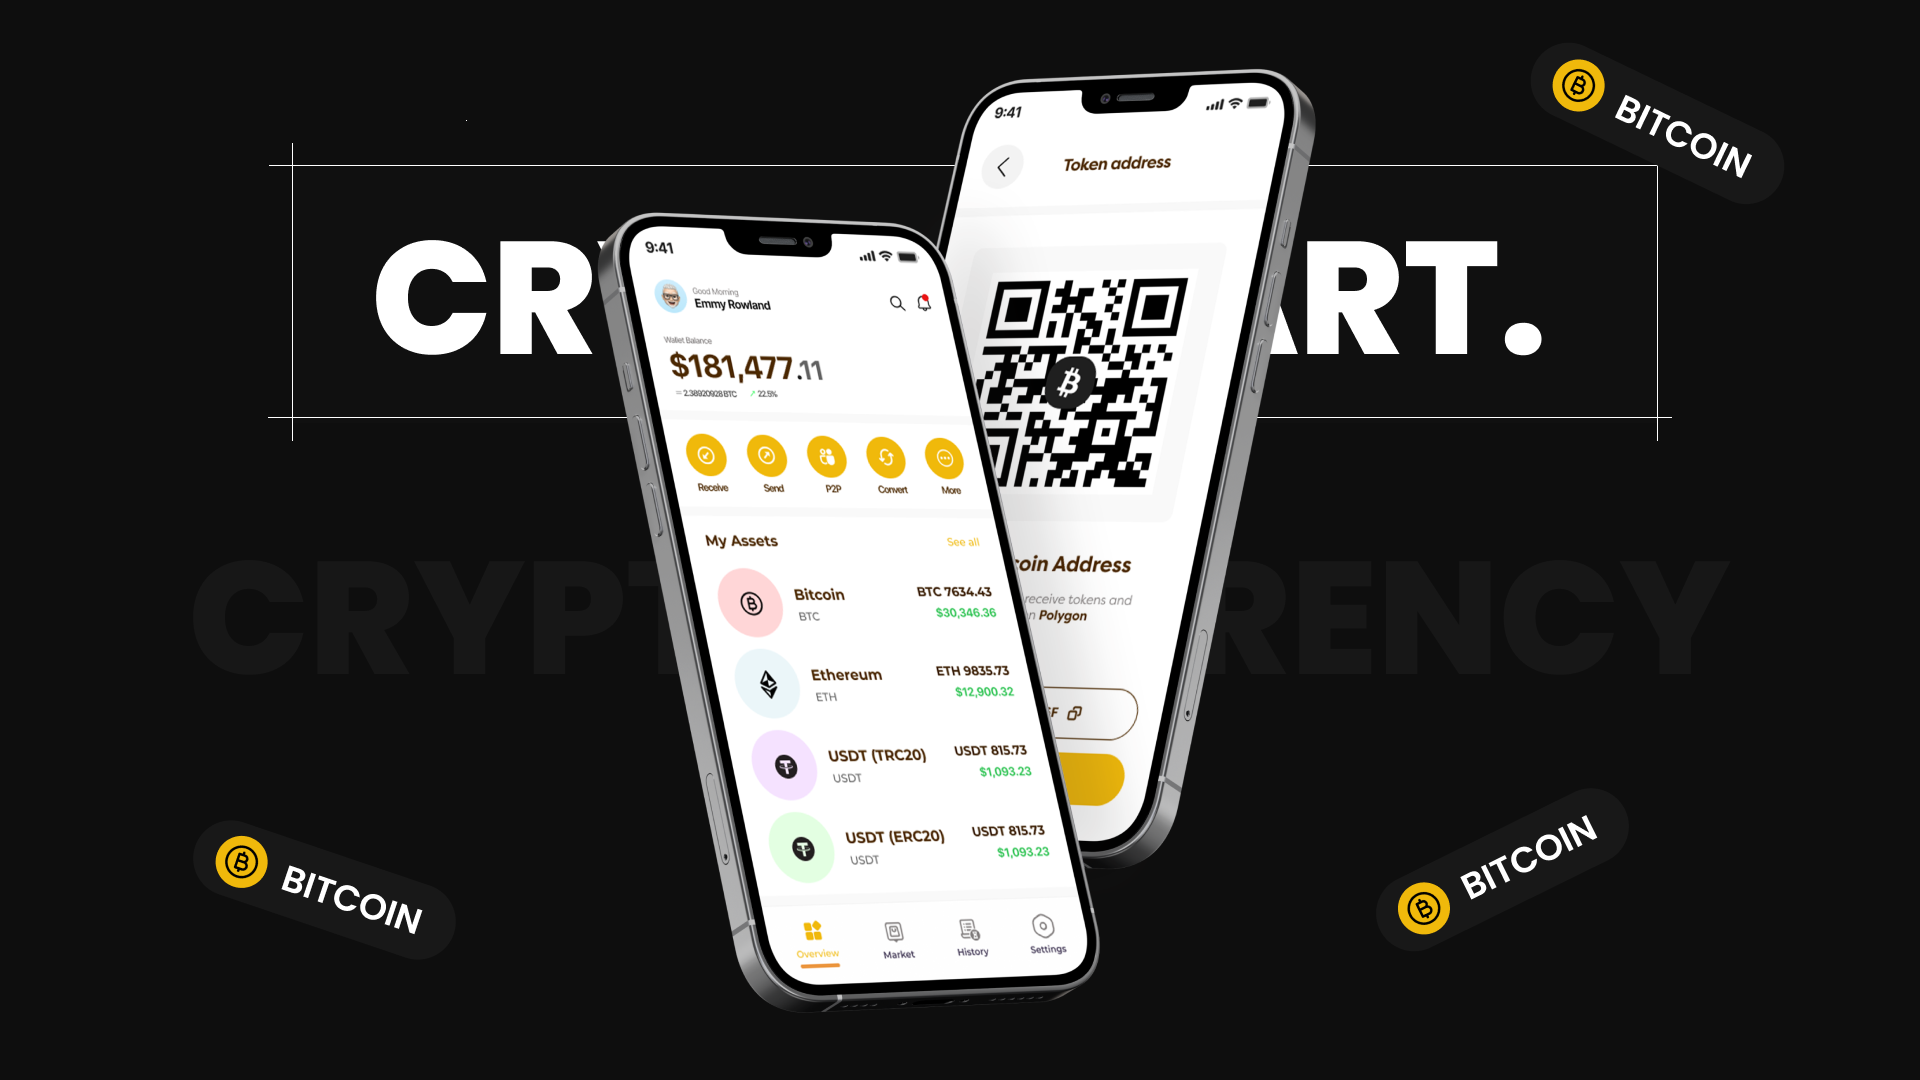 BITCOIN
CR ART.
9:41
Token address
coin Address
receive tokens and
n Polygon
F
9:41
Good Morning
Emmy Rowland
Wallet Balance
$181,477.11
= 2.38920928 BTC 22.5%
Receive Send P2P Convert More
My Assets See all
Bitcoin BTC 7634.43
BTC $30,346.36
Ethereum ETH 9835.73
ETH $12,900.32
USDT (TRC20) USDT 815.73
USDT $1,093.23
USDT (ERC20) USDT 815.73
USDT $1,093.23
Overview Market History Settings
CRYPT RENCY
BITCOIN
BITCOIN